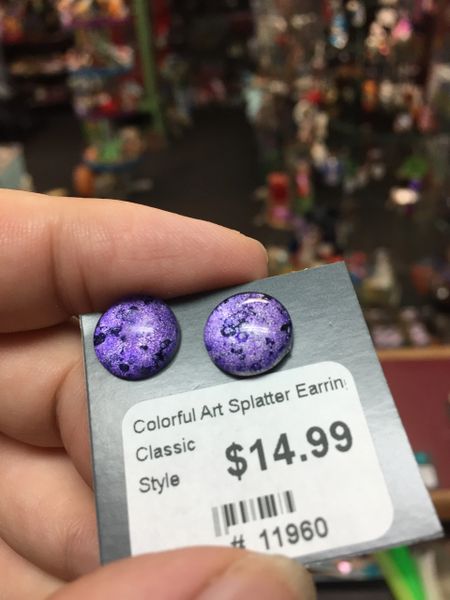 Colorful Art Splatter Earrin
Classic
Style
$14.99
# 11960